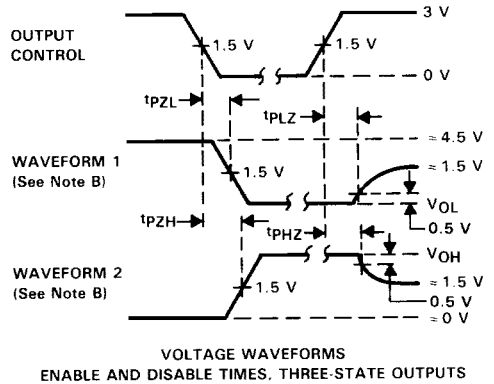 OUTPUT
CONTROL
3 V
1.5 V
1.5 V
0 V
tPZL
tPLZ
≈ 4.5 V
WAVEFORM 1
(See Note B)
1.5 V
≈ 1.5 V
VOL
0.5 V
tPZH
tPHZ
VOH
WAVEFORM 2
(See Note B)
1.5 V
≈ 1.5 V
0.5 V
≈ 0 V
VOLTAGE WAVEFORMS
ENABLE AND DISABLE TIMES, THREE-STATE OUTPUTS